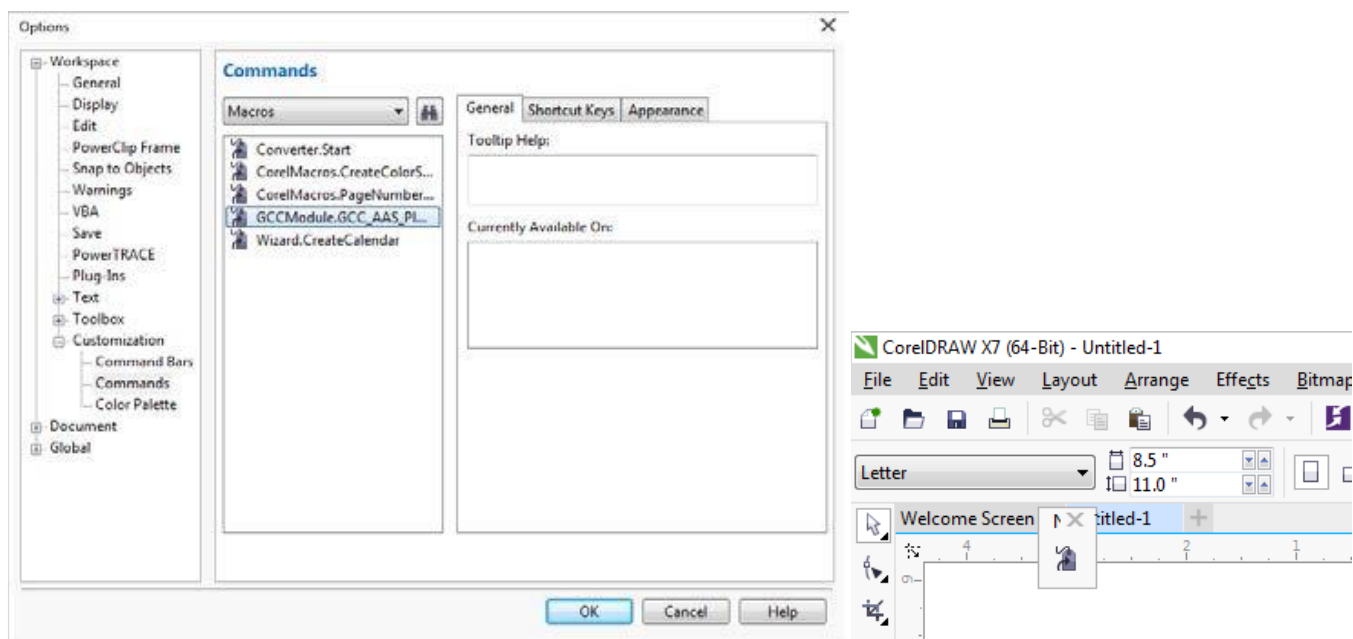 Options
Workspace
General
Display
Edit
PowerClip Frame
Snap to Objects
Warnings
VBA
Save
PowerTRACE
Plug-Ins
Text
Toolbox
Customization
Command Bars
Commands
Color Palette
Document
Global
Commands
Macros
Converter.Start
CorelMacros.CreateColorS...
CorelMacros.PageNumber...
GCCModule.GCC_AAS_Pl...
Wizard.CreateCalendar
General Shortcut Keys Appearance
Tooltip Help:
Currently Available On:
OK Cancel Help
CorelDRAW X7 (64-Bit) - Untitled-1
File Edit View Layout Arrange Effects Bitmap
Letter
8.5 "
11.0 "
Welcome Screen titled-1
4 2 1